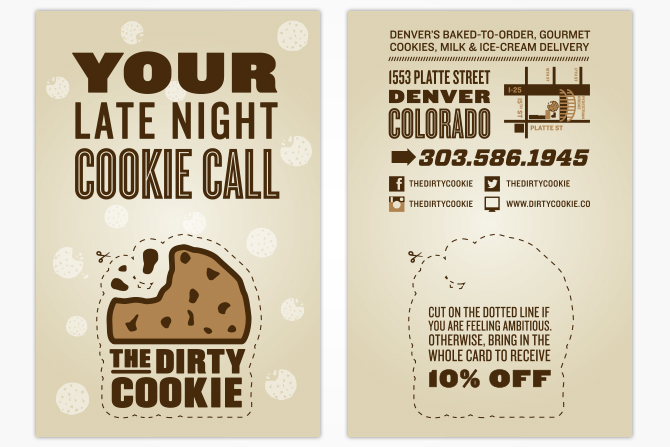 YOUR
LATE NIGHT
COOKIE CALL
THE DIRTY
COOKIE
DENVER'S BAKED-TO-ORDER, GOURMET
COOKIES, MILK & ICE-CREAM DELIVERY
1553 PLATTE STREET
DENVER
COLORADO
I-25
15TH ST
PLATTE ST
303.586.1945
THEDIRTYCOOKIE
THEDIRTYCOOKIE
THEDIRTYCOOKIE
WWW.DIRTYCOOKIE.CO
CUT ON THE DOTTED LINE IF
YOU ARE FEELING AMBITIOUS.
OTHERWISE, BRING IN THE
WHOLE CARD TO RECEIVE
10% OFF